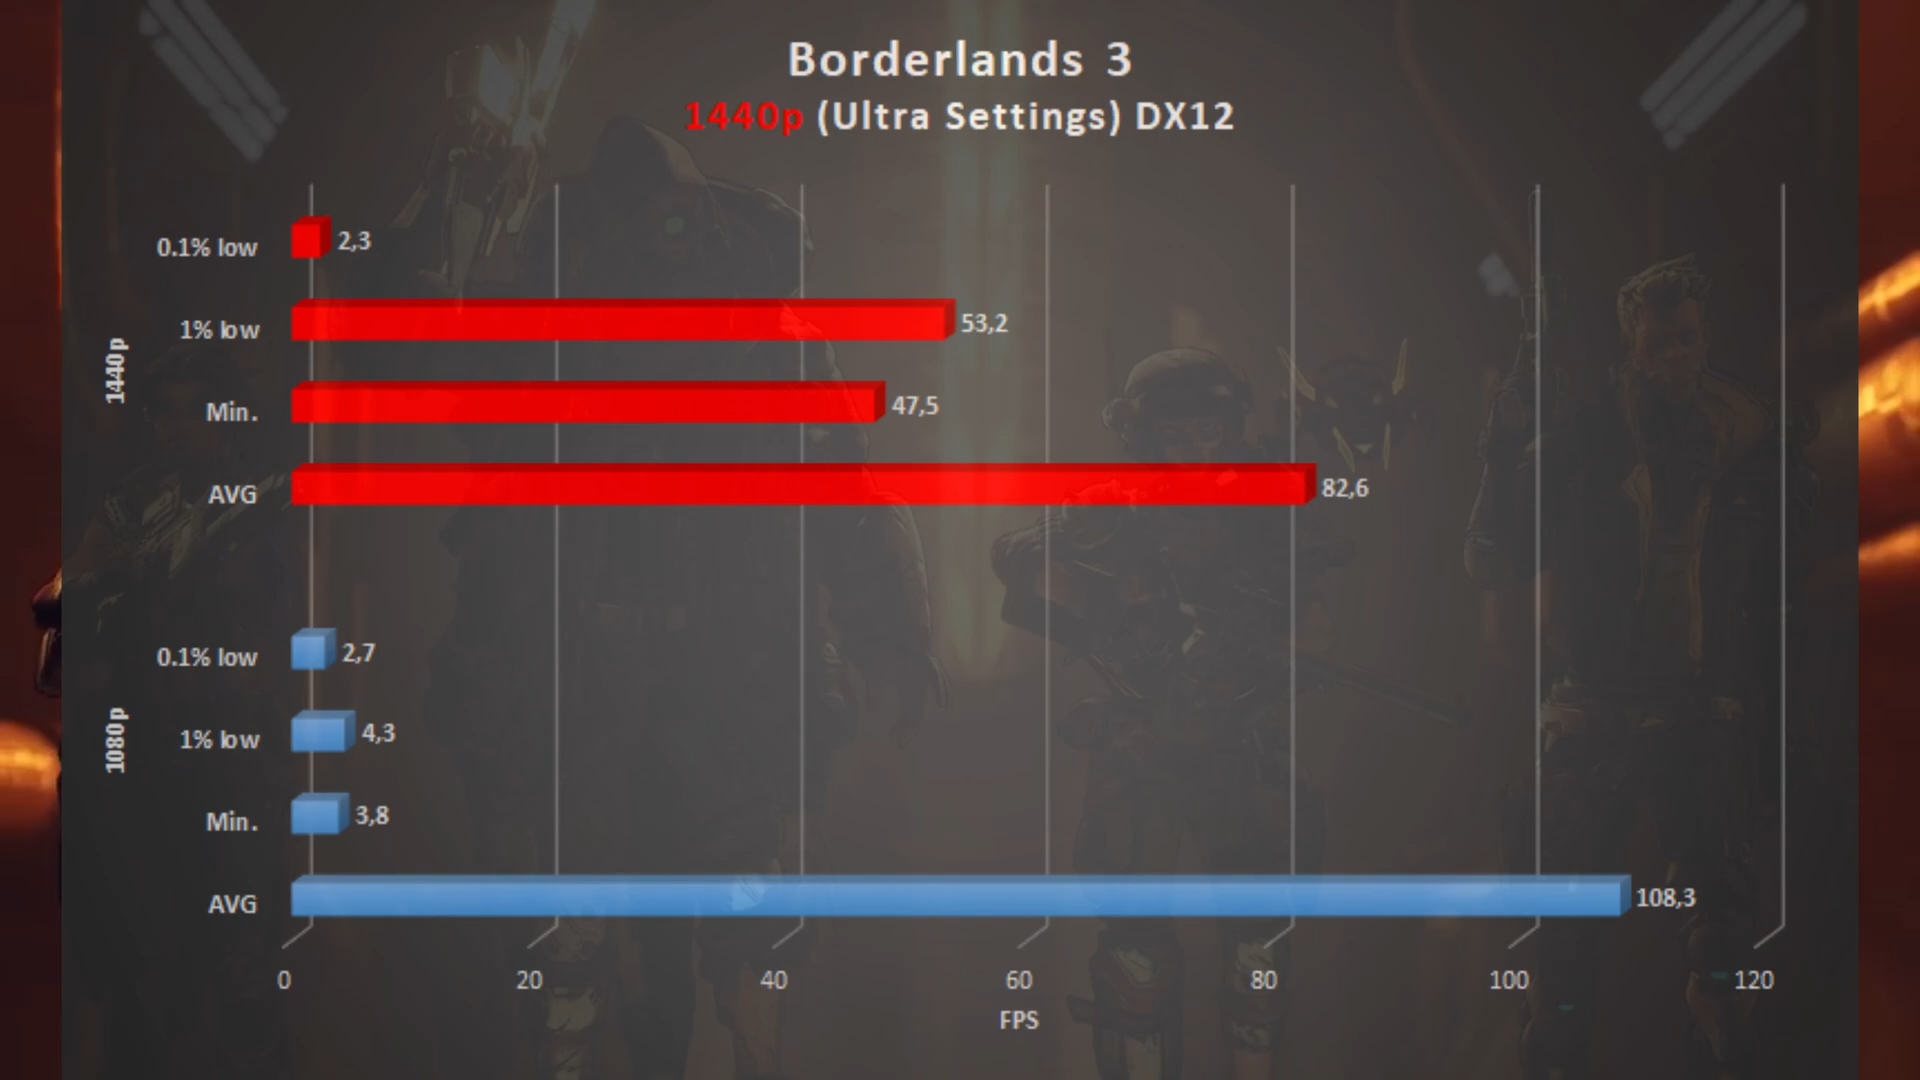 Borderlands 3
1440p (Ultra Settings) DX12
1440p
0.1% low 2,3
1% low 53,2
Min. 47,5
AVG 82,6
1080p
0.1% low 2,7
1% low 4,3
Min. 3,8
AVG 108,3
0 20 40 60 80 100 120
FPS